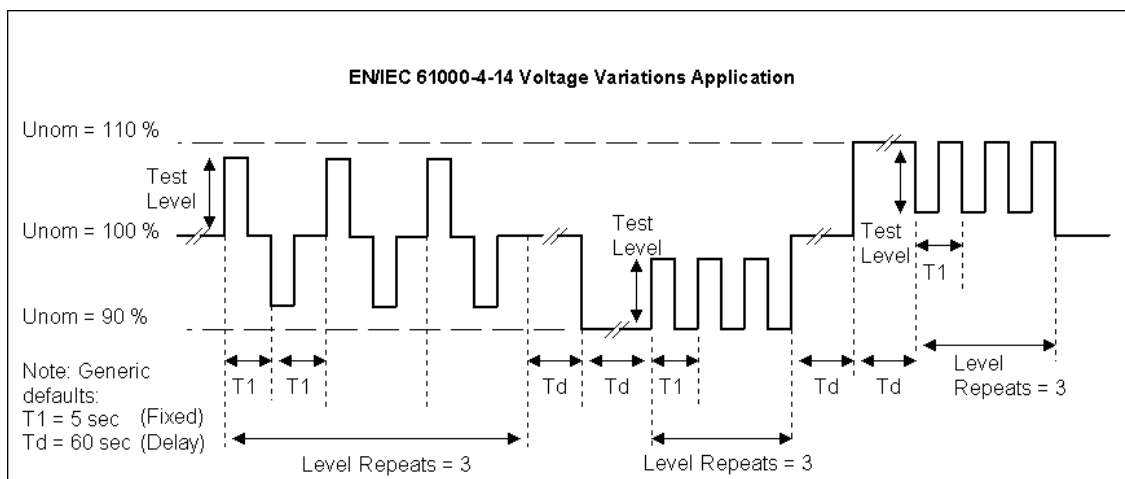 EN/IEC 61000-4-14 Voltage Variations Application
Unom = 110 %
Test
Level
Unom = 100 %
Test
Level
Test
Level
T1
Unom = 90 %
T1
T1
Td
Td
T1
Td
Td
Level
Repeats = 3
Note: Generic
defaults:
T1 = 5 sec (Fixed)
Td = 60 sec (Delay)
Level Repeats = 3
Level Repeats = 3